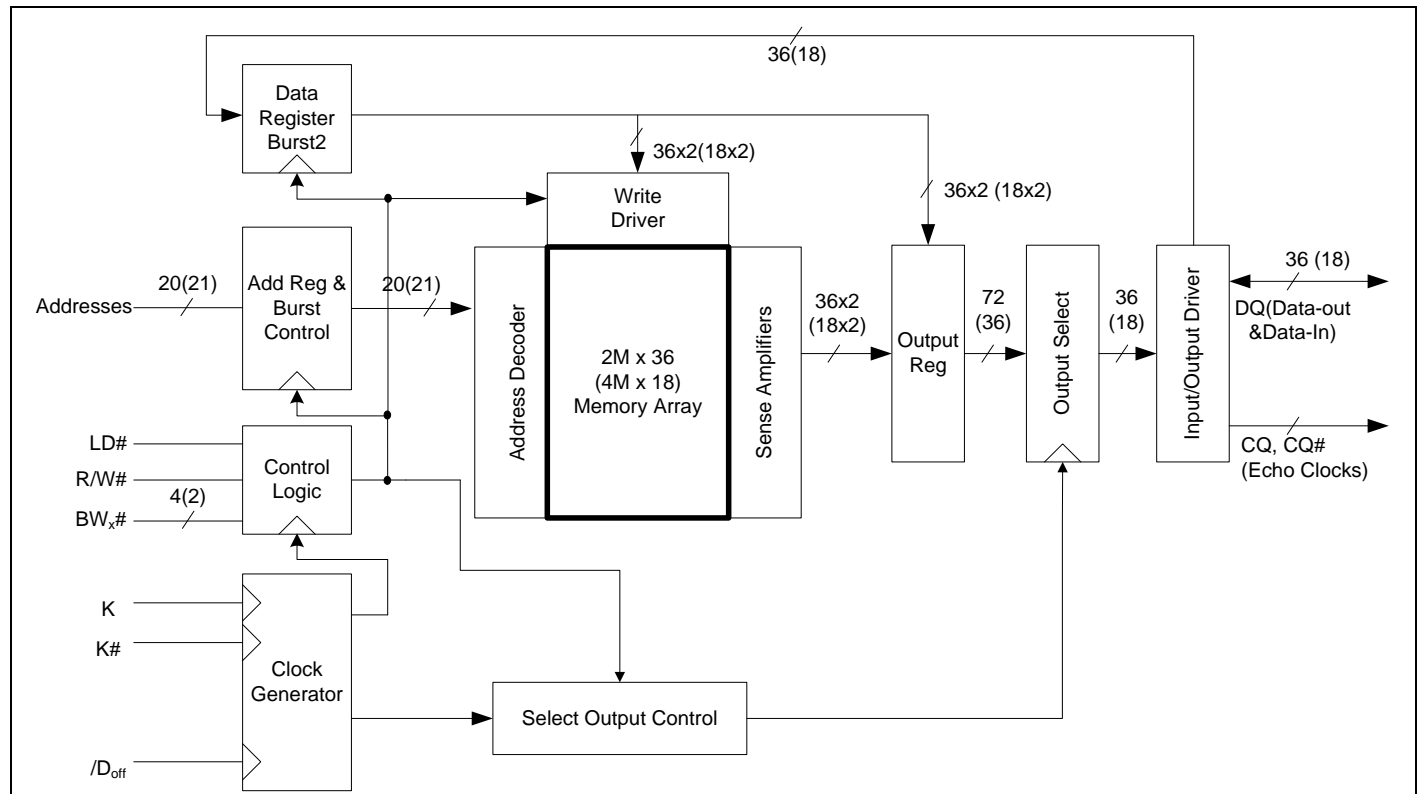 36(18)
Data
Register
Burst2
36x2(18x2)
36x2 (18x2)
Write
Driver
Addresses
20(21)
Add Reg &
Burst
Control
20(21)
Address Decoder
2M x 36
(4M x 18)
Memory Array
Sense Amplifiers
36x2
(18x2)
Output
Reg
72
(36)
Output Select
36
(18)
Input/Output Driver
36 (18)
DQ(Data-out
&Data-In)
CQ, CQ#
(Echo Clocks)
LD#
R/W#
BWx#
4(2)
Control
Logic
K
K#
/Doff
Clock
Generator
Select Output Control